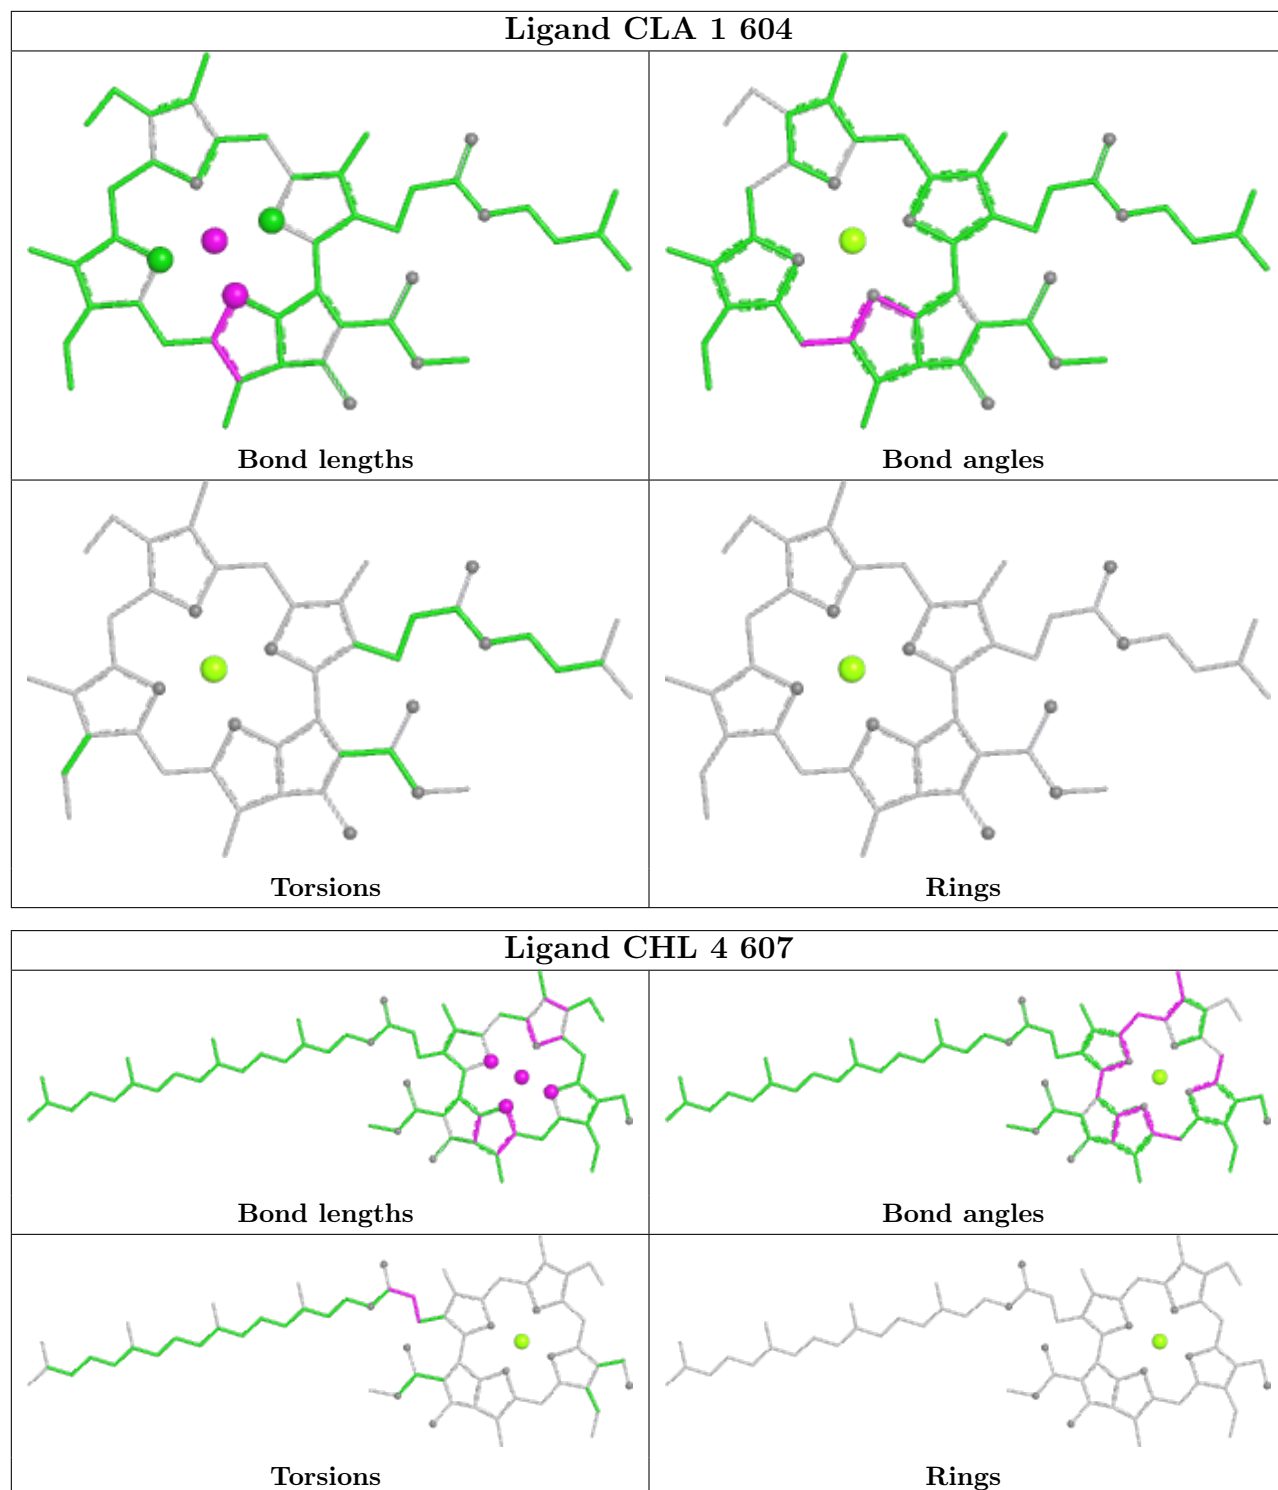 Ligand CLA 1 604
Bond lengths
Bond angles
Torsions
Rings
Ligand CHL 4 607
Bond lengths
Bond angles
Torsions
Rings